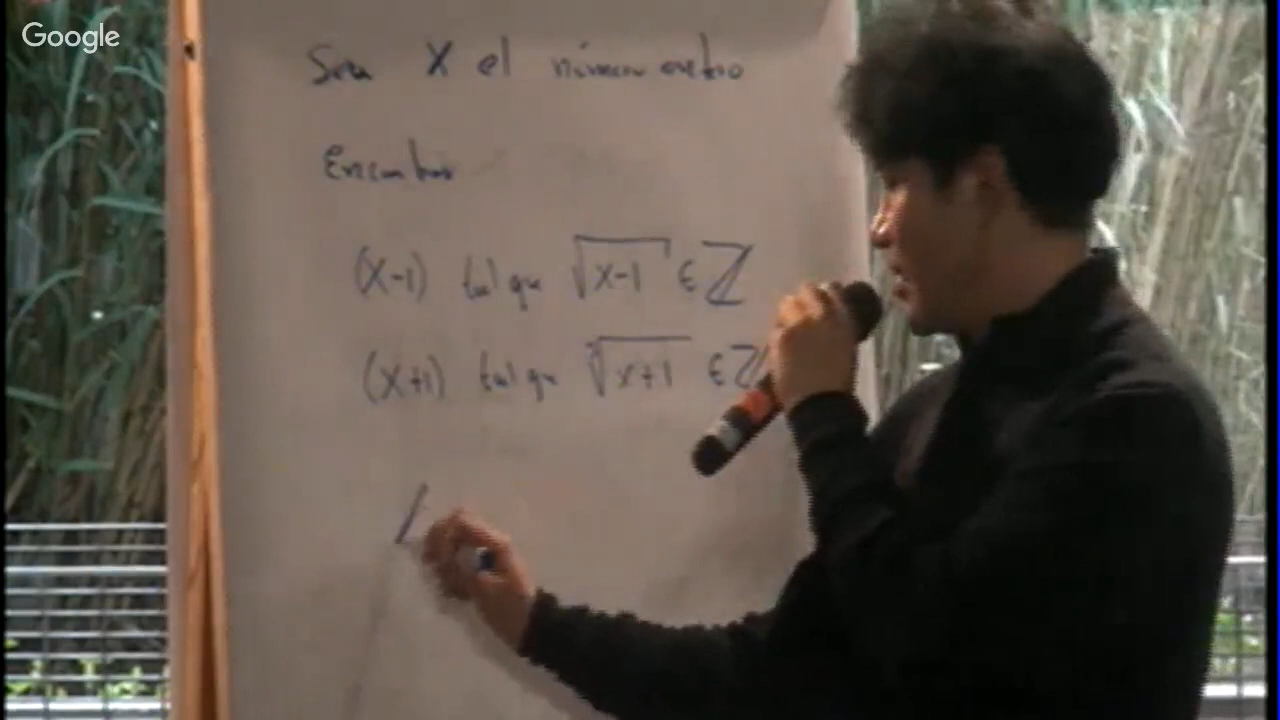 Google
Sea X el número entero
Encontrar
(X-1) tal que √x-1 ∈ ℤ
(X+1) tal que ∛x+1 ∈ ℤ